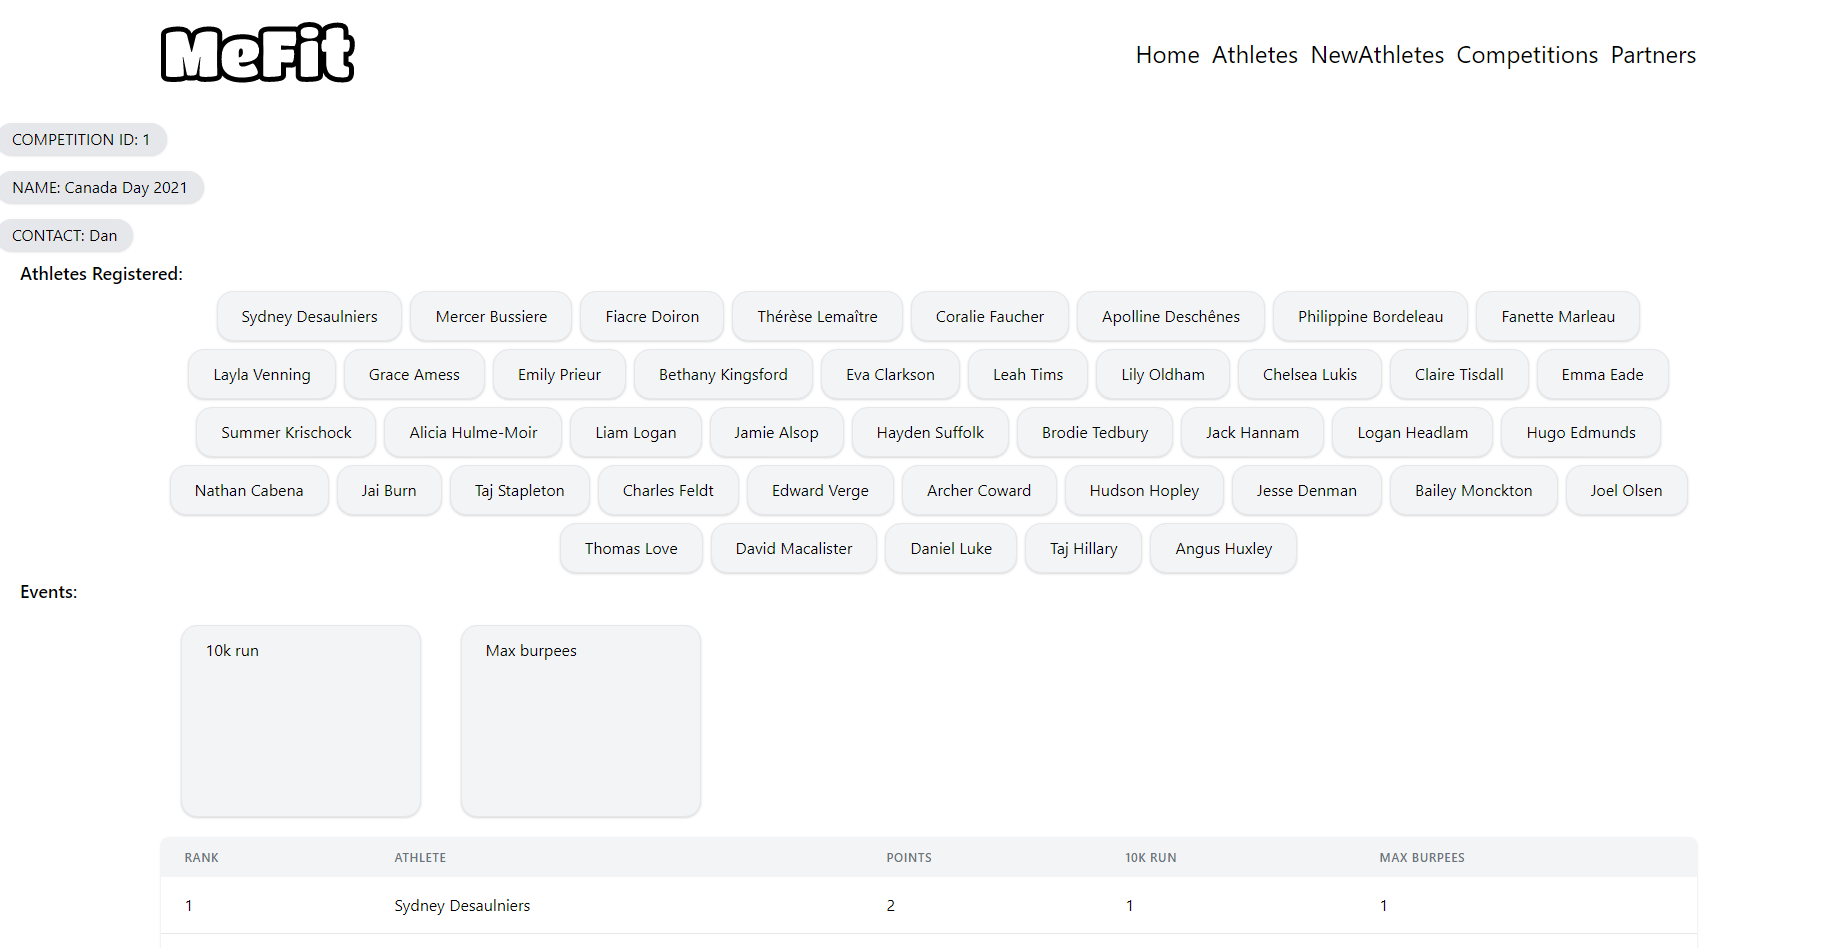 MeFit
Home Athletes NewAthletes Competitions Partners
COMPETITION ID: 1
NAME: Canada Day 2021
CONTACT: Dan
Athletes Registered:
Sydney Desaulniers Mercer Bussiere Fiacre Doiron Thérèse Lemaître Coralie Faucher Apolline Deschênes Philippine Bordeleau Fanette Marleau
Layla Venning Grace Amess Emily Prieur Bethany Kingsford Eva Clarkson Leah Tims Lily Oldham Chelsea Lukis Claire Tisdall Emma Eade
Summer Krischock Alicia Hulme-Moir Liam Logan Jamie Alsop Hayden Suffolk Brodie Tedbury Jack Hannam Logan Headlam Hugo Edmunds
Nathan Cabena Jai Burn Taj Stapleton Charles Feldt Edward Verge Archer Coward Hudson Hopley Jesse Denman Bailey Monckton Joel Olsen
Thomas Love David Macalister Daniel Luke Taj Hillary Angus Huxley
Events:
10k run Max burpees
RANK ATHLETE POINTS 10K RUN MAX BURPEES
1 Sydney Desaulniers 2 1 1